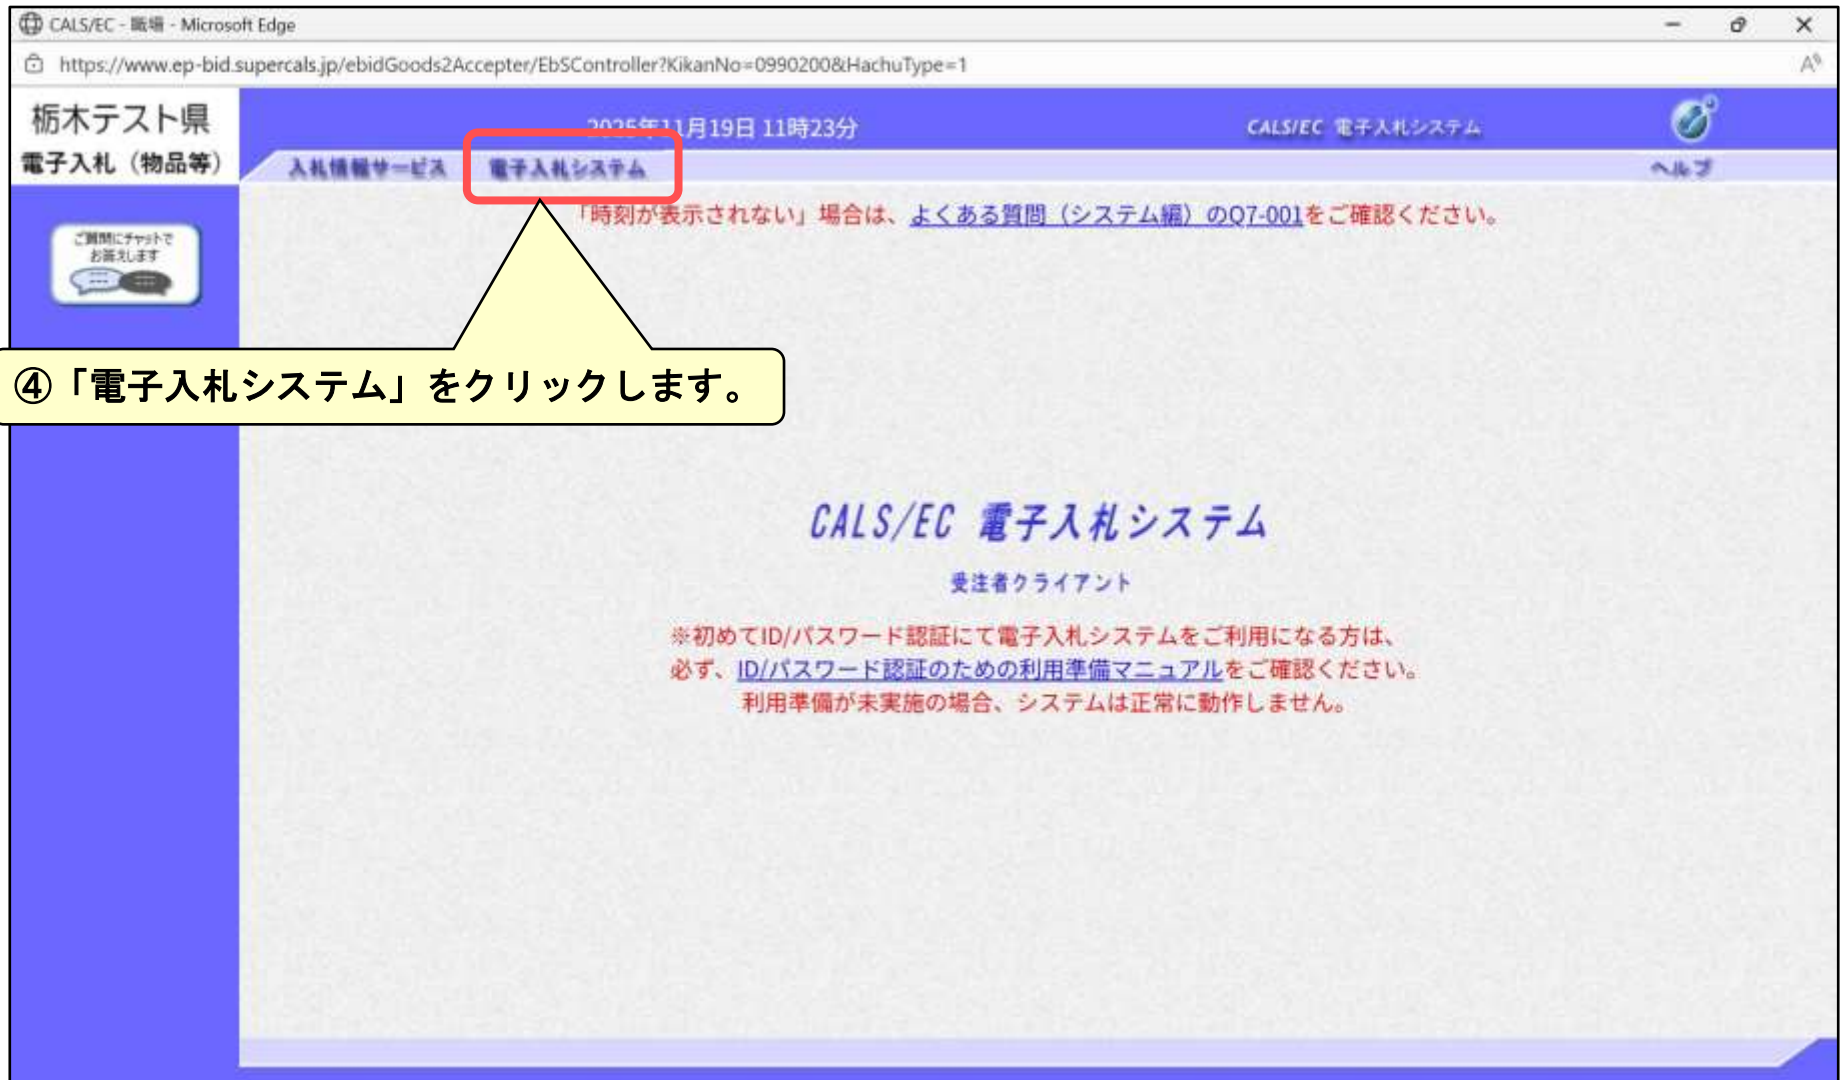 CALS/EC - 職場 - Microsoft Edge
https://www.ep-bid.supercals.jp/ebidGoods2Accepter/EbSController?KikanNo=0990200&HachuType=1
栃木テスト県
電子入札（物品等）
2025年11月19日 11時23分
CALS/EC 電子入札システム
入札情報サービス
電子入札システム
ヘルプ
「時刻が表示されない」場合は、よくある質問（システム編）のQ7-001をご確認ください。
ご質問にチャットで
お答えします
④「電子入札システム」をクリックします。
CALS/EC 電子入札システム
受注者クライアント
※初めてID/パスワード認証にて電子入札システムをご利用になる方は、
必ず、ID/パスワード認証のための利用準備マニュアルをご確認ください。
利用準備が未実施の場合、システムは正常に動作しません。